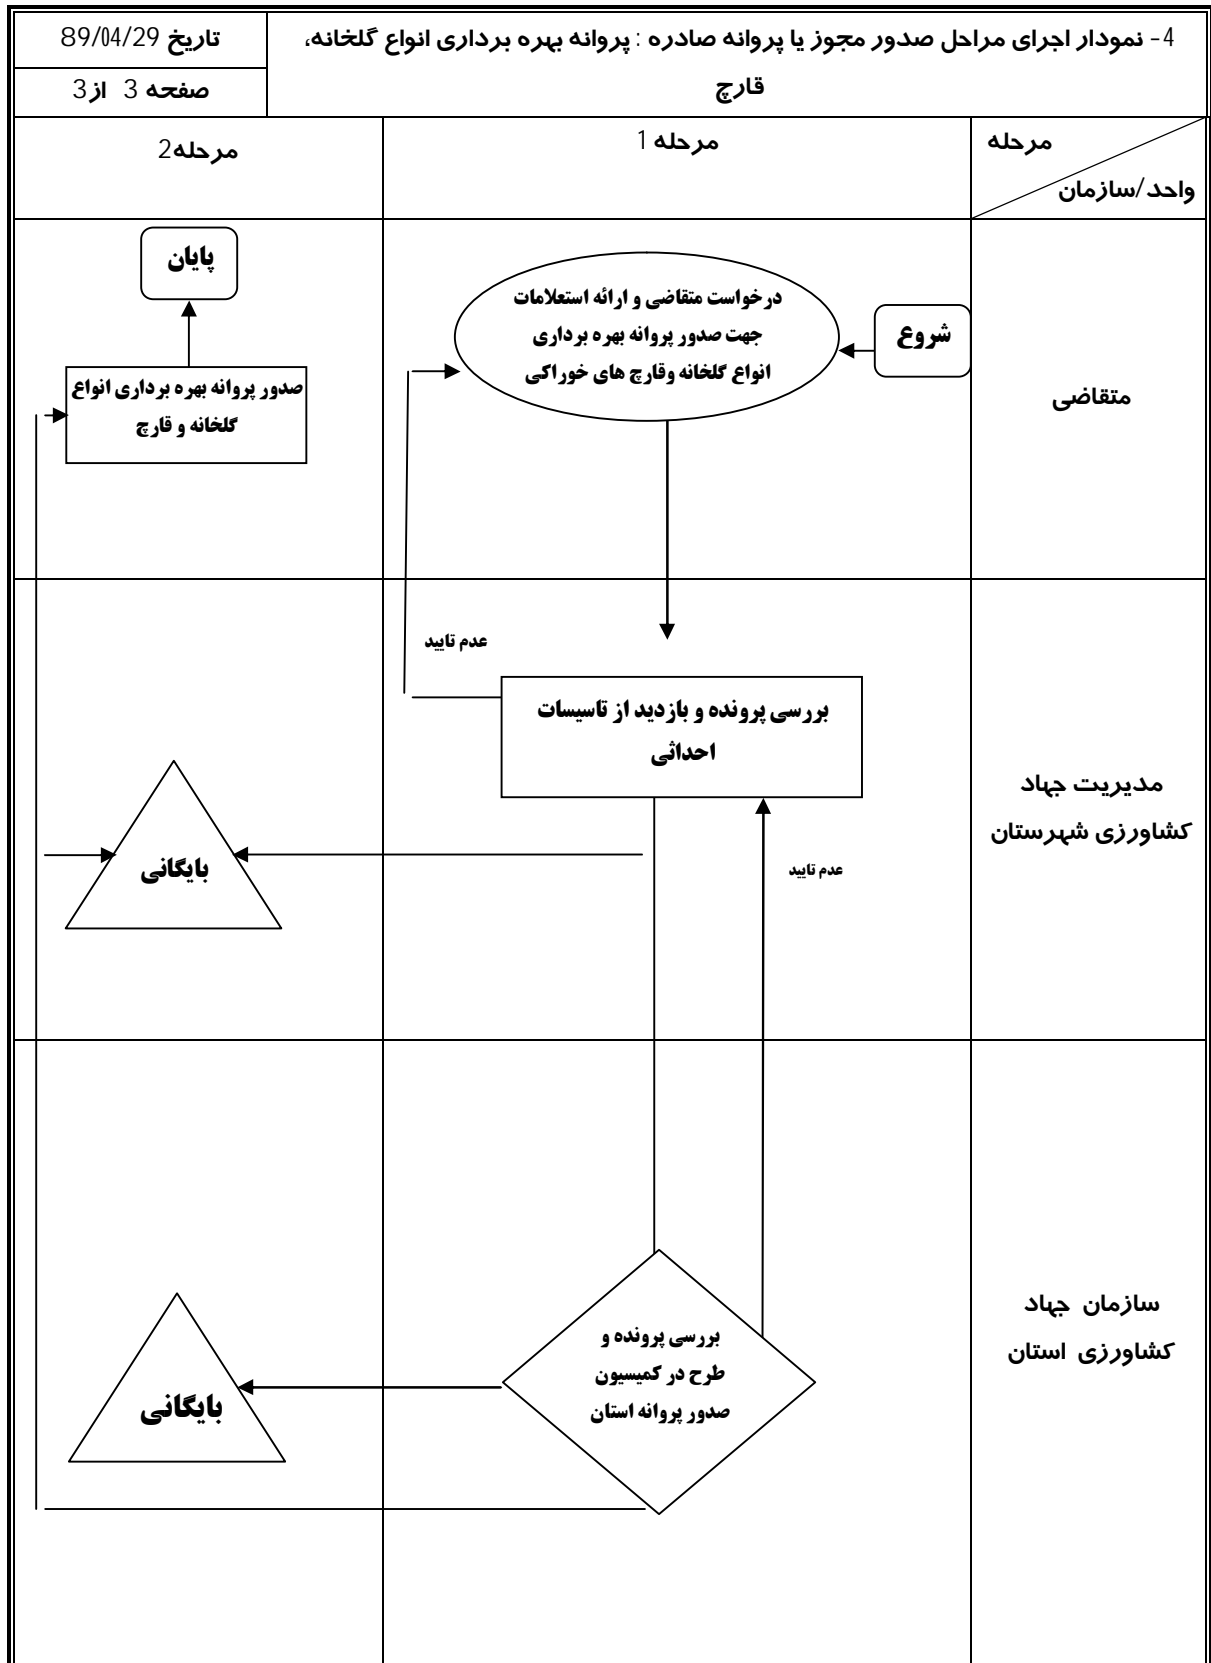 4- نمودار اجرای مراحل صدور مجوز یا پروانه صادره : پروانه بهره برداری انواع گلخانه،
قارچ
تاریخ 89/04/29
صفحه 3 از 3
مرحله
واحد/سازمان
مرحله 1
مرحله2
متقاضی
شروع
درخواست متقاضی و ارائه استعلامات
جهت صدور پروانه بهره برداری
انواع گلخانه وقارچ های خوراکی
پایان
صدور پروانه بهره برداری انواع
گلخانه و قارچ
مدیریت جهاد
کشاورزی شهرستان
عدم تایید
بررسی پرونده و بازدید از تاسیسات
احداثی
عدم تایید
بایگانی
سازمان جهاد
کشاورزی استان
بررسی پرونده و
طرح در کمیسیون
صدور پروانه استان
بایگانی